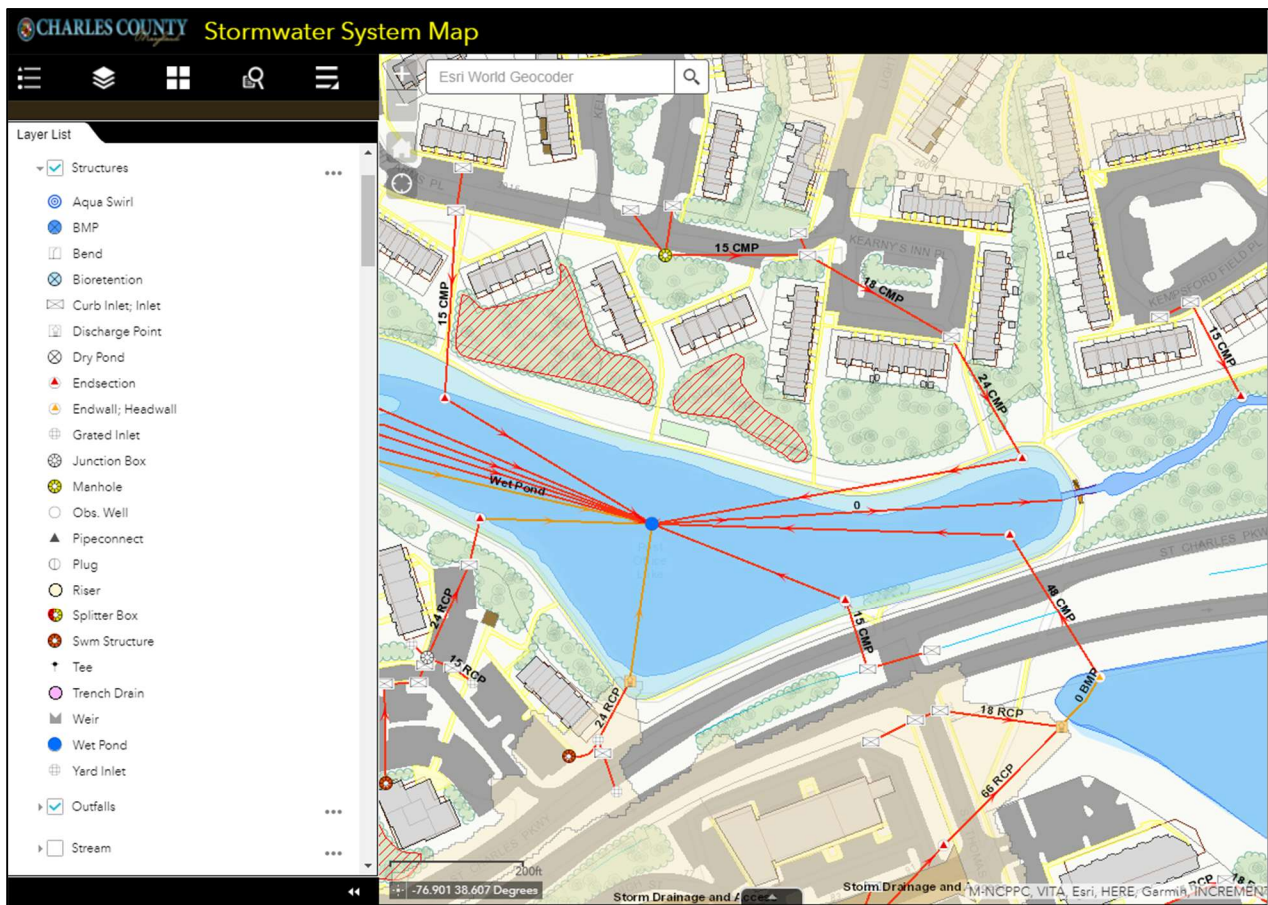 CHARLES COUNTY
Maryland
Stormwater System Map
Layer List
Structures
Aqua Swirl
BMP
Bend
Bioretention
Curb Inlet; Inlet
Discharge Point
Dry Pond
Endsection
Endwall; Headwall
Grated Inlet
Junction Box
Manhole
Obs. Well
Pipeconnect
Plug
Riser
Splitter Box
Swm Structure
Tee
Trench Drain
Weir
Wet Pond
Yard Inlet
Outfalls
Stream
Esri World Geocoder
15 CMP
KEARNY'S INN PL
18 CMP
KEMPSFORD FIELD PL
15 CMP
15 CMP
24 CMP
Wet Pond
0
ST CHARLES PKWY
24 RCP
15 RCP
24 RCP
15 CMP
48 CMP
0 BMP
18 RCP
66 RCP
200ft
-76.901 38.607 Degrees
Storm Drainage and Access
Storm Drainage and
M-NCPPC, VITA, Esri, HERE, Garmin, INCREMENT